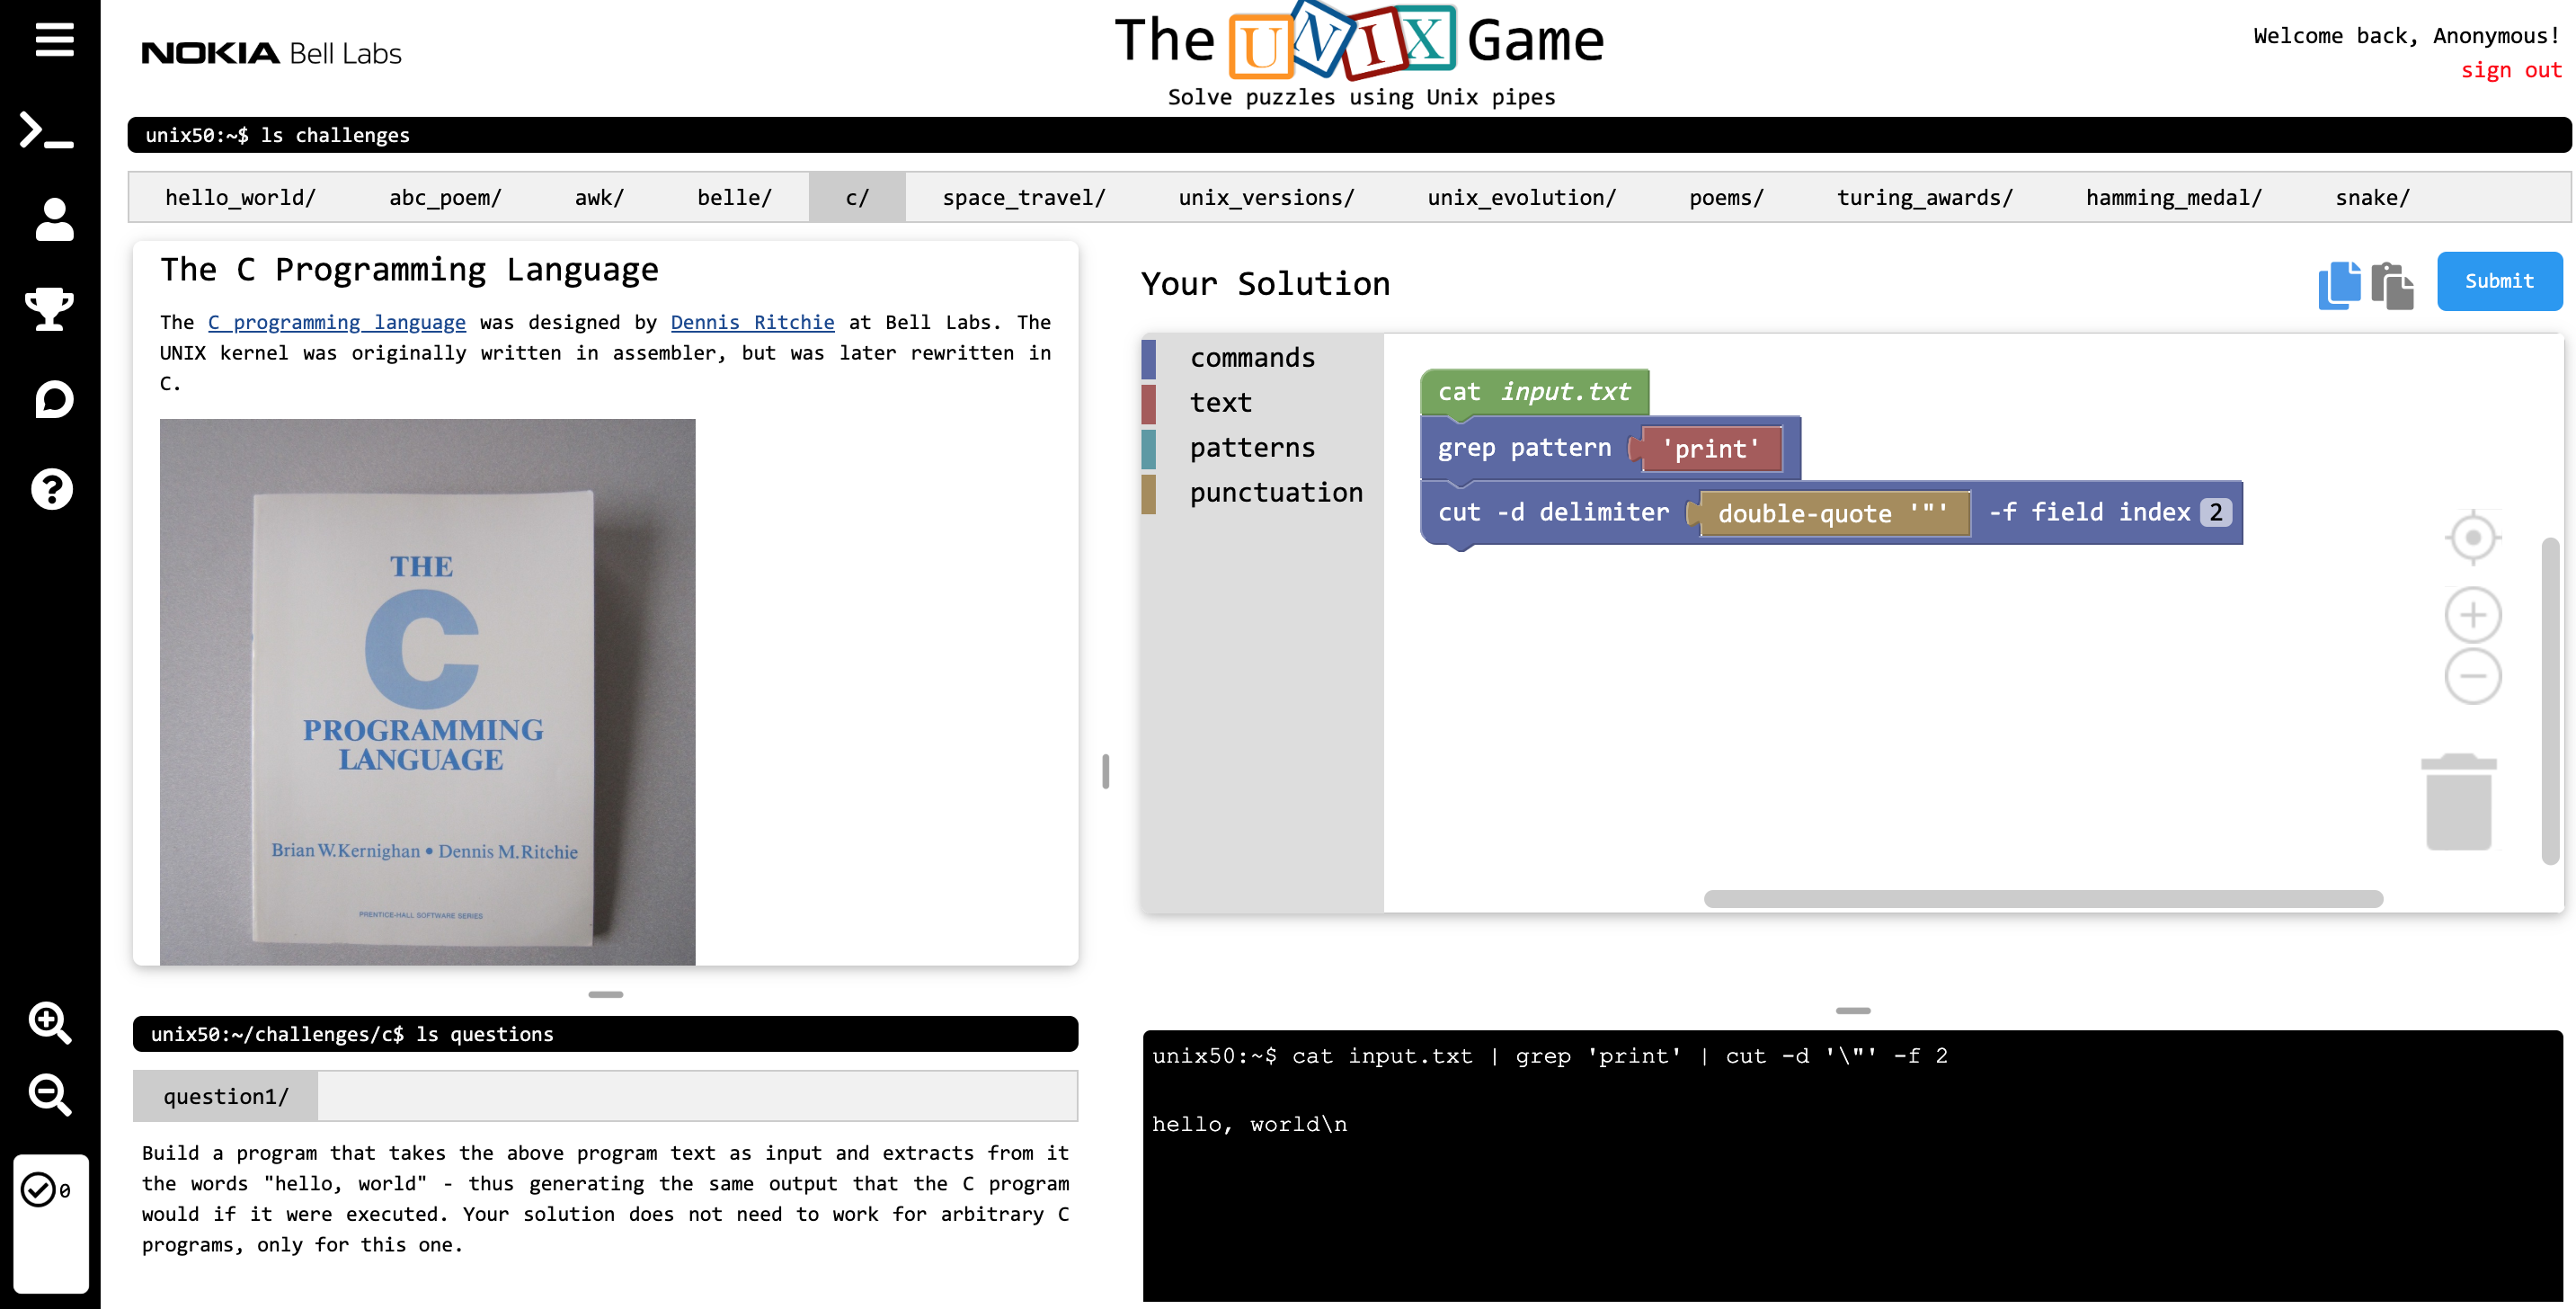 NOKIA Bell Labs
The UNIX Game
Solve puzzles using Unix pipes
Welcome back, Anonymous!
sign out
unix50:~$ ls challenges
hello_world/ abc_poem/ awk/ belle/ c/ space_travel/ unix_versions/ unix_evolution/ poems/ turing_awards/ hamming_medal/ snake/
The C Programming Language
The C programming language was designed by Dennis Ritchie at Bell Labs. The
UNIX kernel was originally written in assembler, but was later rewritten in
C.
THE
C
PROGRAMMING
LANGUAGE
Brian W.Kernighan • Dennis M.Ritchie
PRENTICE-HALL SOFTWARE SERIES
unix50:~/challenges/c$ ls questions
question1/
Build a program that takes the above program text as input and extracts from it
the words "hello, world" - thus generating the same output that the C program
would if it were executed. Your solution does not need to work for arbitrary C
programs, only for this one.
0
Your Solution
Submit
commands
text
patterns
punctuation
cat input.txt
grep pattern 'print'
cut -d delimiter double-quote '"' -f field index 2
unix50:~$ cat input.txt | grep 'print' | cut -d '\"' -f 2
hello, world\n